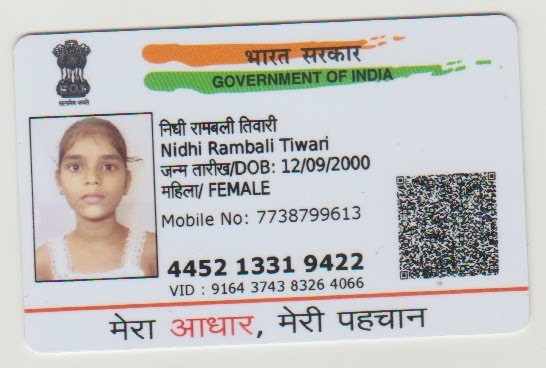 भारत सरकार
GOVERNMENT OF INDIA
सत्यमेव जयते
निधी रामबली तिवारी
Nidhi Rambali Tiwari
जन्म तारीख/DOB: 12/09/2000
महिला/ FEMALE
Mobile No: 7738799613
4452 1331 9422
VID : 9164 3743 8326 4066
मेरा आधार, मेरी पहचान